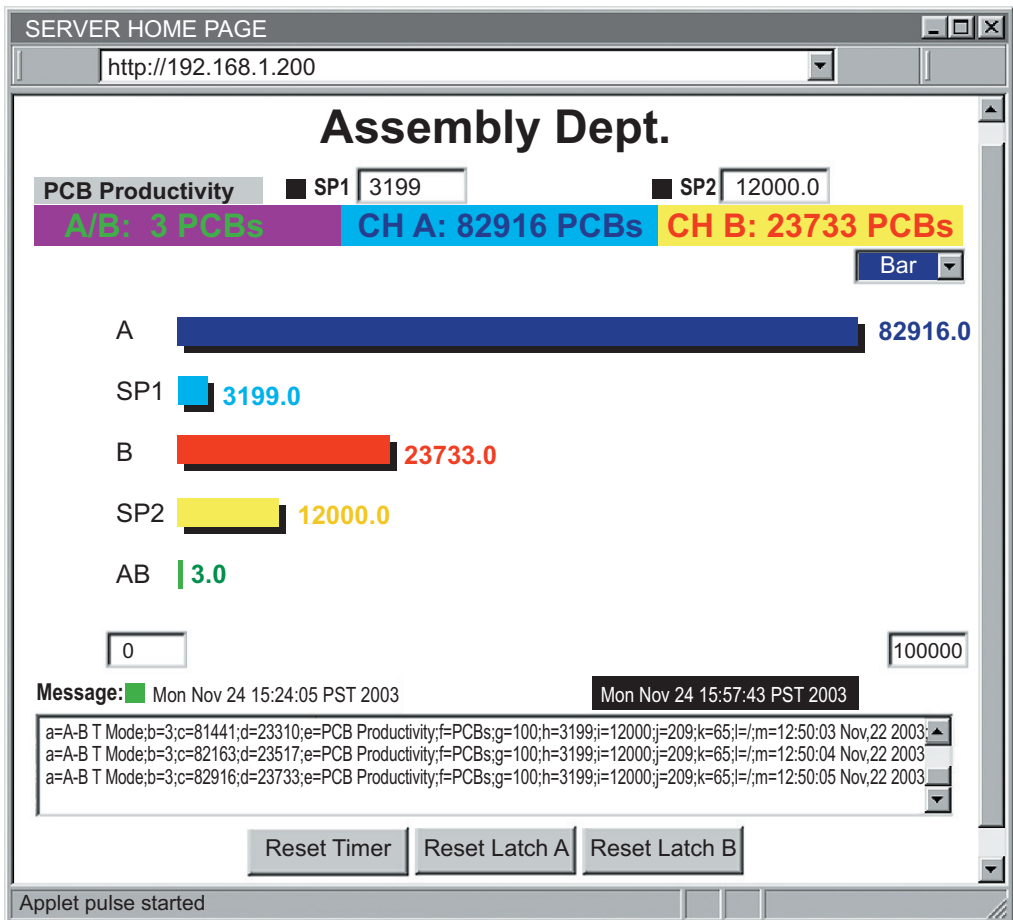 SERVER HOME PAGE
http://192.168.1.200
Assembly Dept.
PCB Productivity SP1 3199 SP2 12000.0
A/B: 3 PCBs CH A: 82916 PCBs CH B: 23733 PCBs
Bar
A 82916.0
SP1 3199.0
B 23733.0
SP2 12000.0
AB 3.0
0 100000
Message: Mon Nov 24 15:24:05 PST 2003 Mon Nov 24 15:57:43 PST 2003
a=A-B T Mode;b=3;c=81441;d=23310;e=PCB Productivity;f=PCBs;g=100;h=3199;i=12000;j=209;k=65;l=/;m=12:50:03 Nov,22 2003;
a=A-B T Mode;b=3;c=82163;d=23517;e=PCB Productivity;f=PCBs;g=100;h=3199;i=12000;j=209;k=65;l=/;m=12:50:04 Nov,22 2003
a=A-B T Mode;b=3;c=82916;d=23733;e=PCB Productivity;f=PCBs;g=100;h=3199;i=12000;j=209;k=65;l=/;m=12:50:05 Nov,22 2003
Reset Timer Reset Latch A Reset Latch B
Applet pulse started